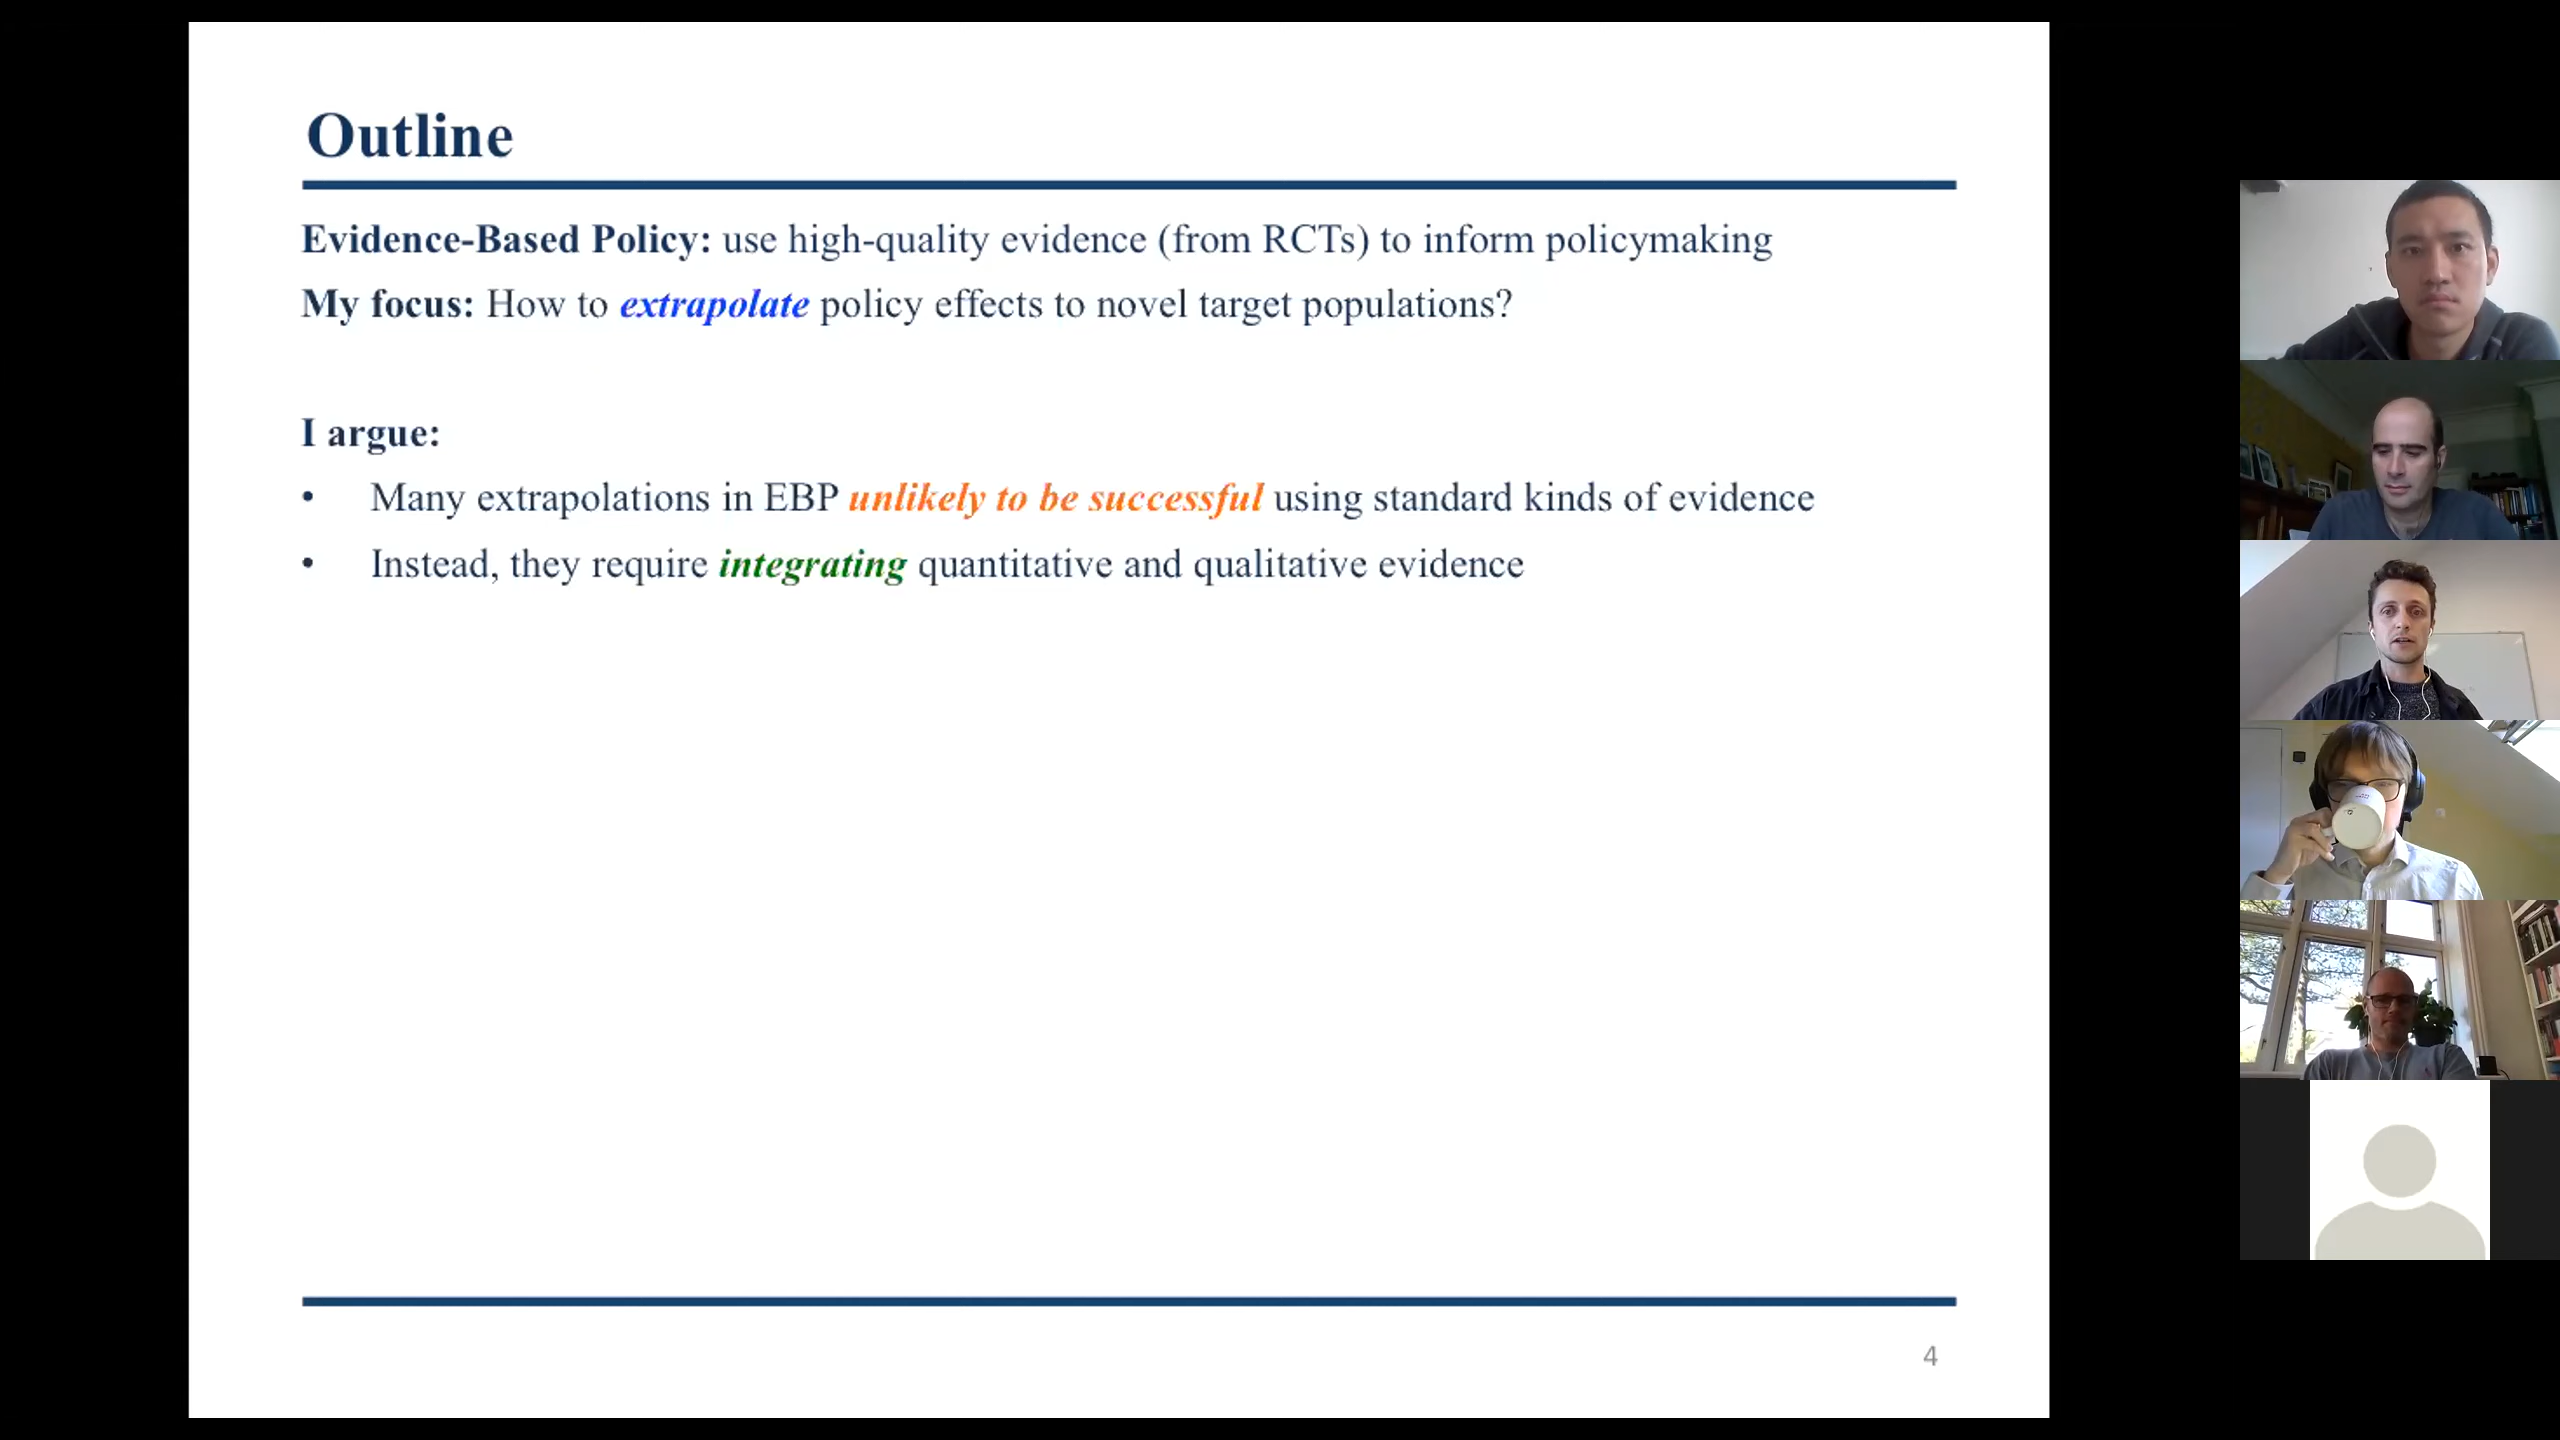 Outline
Evidence-Based Policy: use high-quality evidence (from RCTs) to inform policymaking
My focus: How to extrapolate policy effects to novel target populations?
I argue:
• Many extrapolations in EBP unlikely to be successful using standard kinds of evidence
• Instead, they require integrating quantitative and qualitative evidence
4